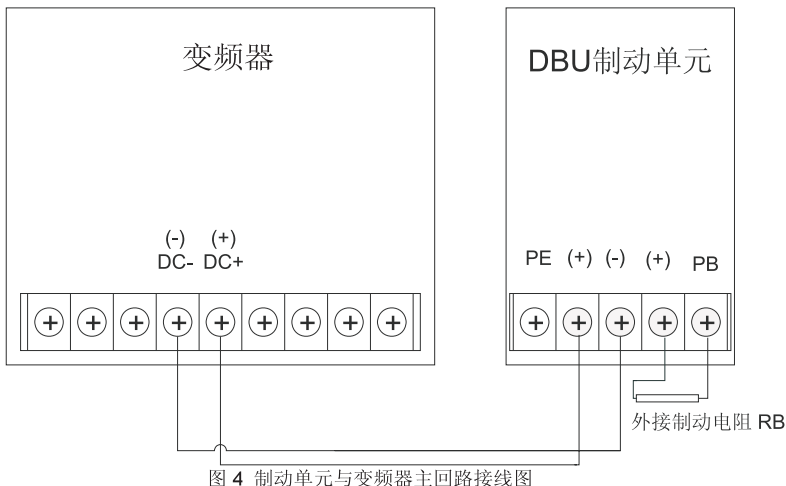 变频器
DBU制动单元
(-) (+)
DC- DC+
PE (+) (-) (+) PB
外接制动电阻 RB
图 4 制动单元与变频器主回路接线图